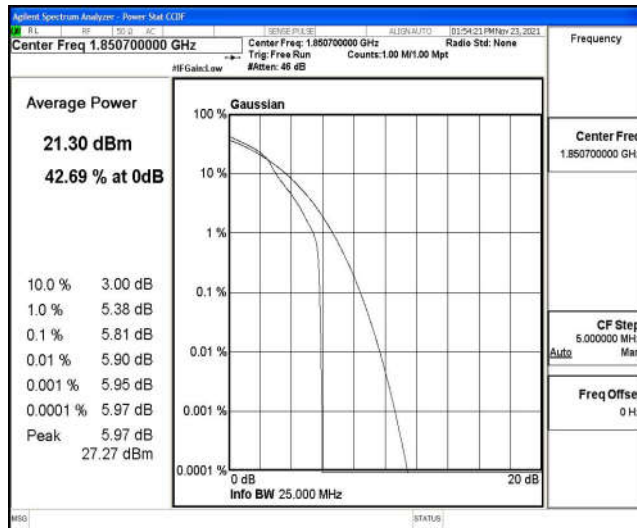 Agilent Spectrum Analyzer - Power Stat CCDF
RL RF 50 Ω AC SENSE:PULSE ALIGN AUTO 01:54:21 PM Nov 23, 2021
Center Freq 1.850700000 GHz
Center Freq: 1.850700000 GHz Radio Std: None
Trig: Free Run Counts:1.00 M/1.00 Mpt
#IFGain:Low #Atten: 46 dB
Frequency
Average Power
21.30 dBm
42.69 % at 0dB
10.0 % 3.00 dB
1.0 % 5.38 dB
0.1 % 5.81 dB
0.01 % 5.90 dB
0.001 % 5.95 dB
0.0001 % 5.97 dB
Peak 5.97 dB
27.27 dBm
Gaussian
100 %
10 %
1 %
0.1 %
0.01 %
0.001 %
0.0001 %
0 dB 20 dB
Info BW 25.000 MHz
Center Freq
1.850700000 GHz
CF Step
5.000000 MHz
Auto Man
Freq Offset
0 Hz
MSG STATUS